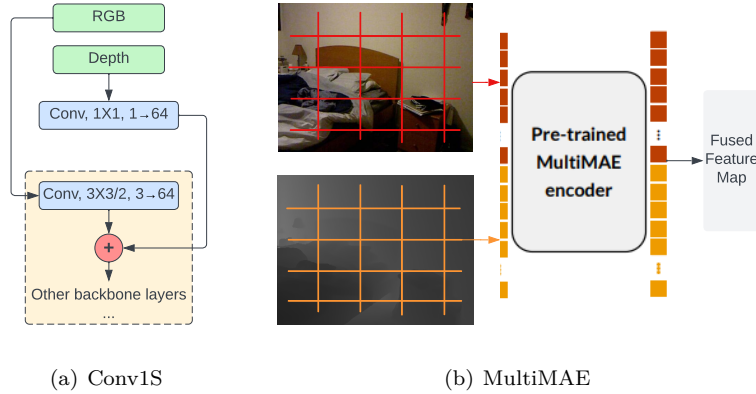 RGB
Depth
Conv, 1X1, 1→64
Conv, 3X3/2, 3→64
+
Other backbone layers
...
(a) Conv1S
Pre-trained
MultiMAE
encoder
Fused
Feature
Map
(b) MultiMAE